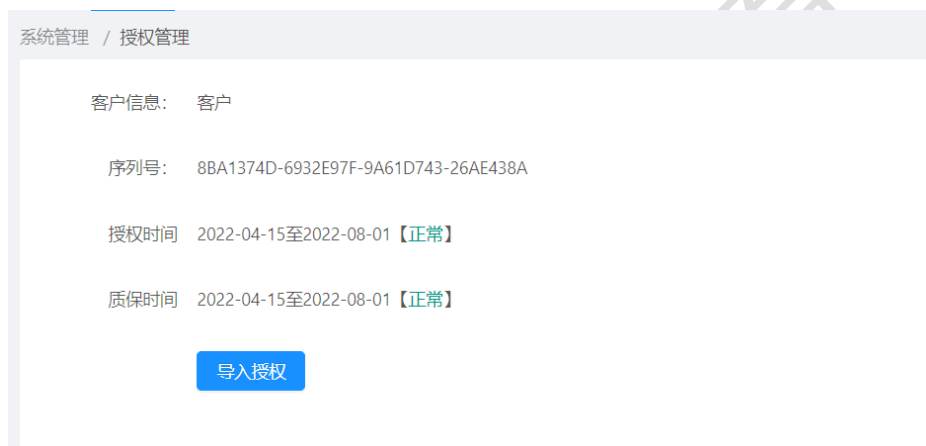 系统管理 / 授权管理
客户信息： 客户
序列号： 8BA1374D-6932E97F-9A61D743-26AE438A
授权时间 2022-04-15至2022-08-01【正常】
质保时间 2022-04-15至2022-08-01【正常】
导入授权